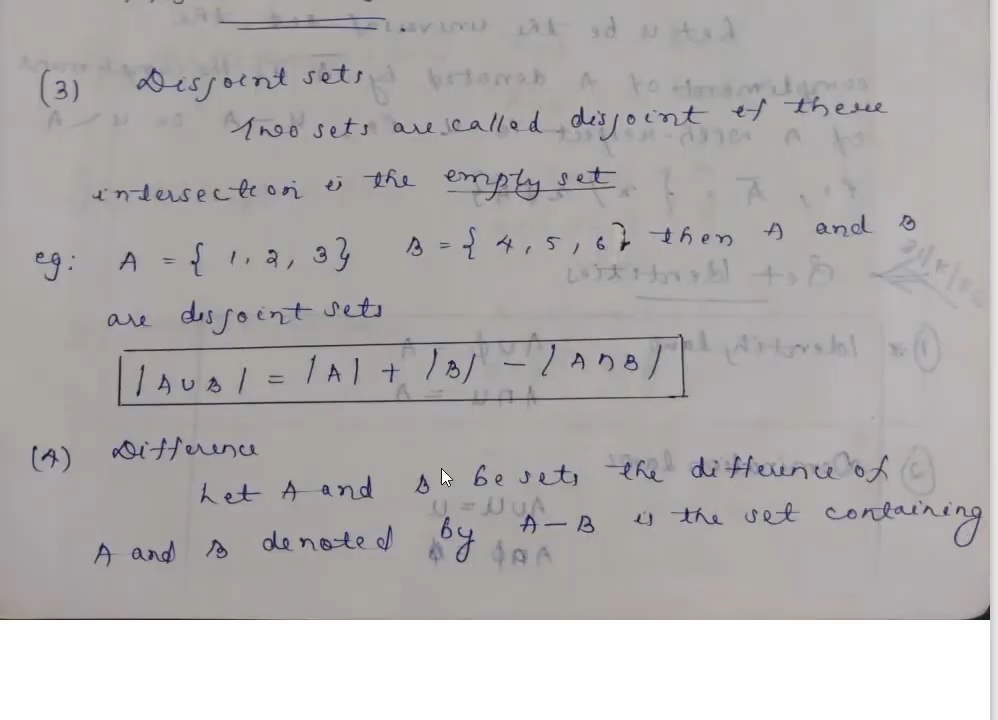 (3) Disjoint sets
Two sets are called disjoint if there
intersection is the empty set
eg: A = { 1, 2, 3} B = { 4, 5, 6} then A and B
are disjoint sets
|A∪B| = |A| + |B| - |A∩B|
(4) Difference
Let A and B be sets, the difference of
A and B denoted by A-B is the set containing